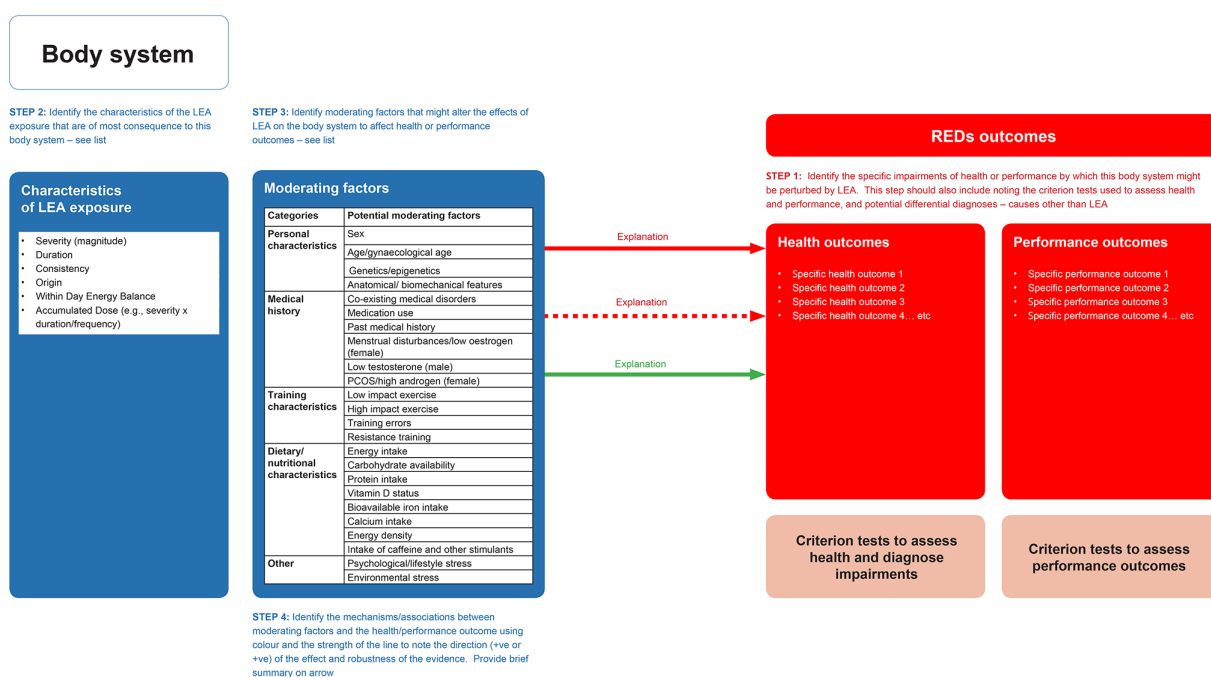 Body system
STEP 2: Identify the characteristics of the LEA
exposure that are of most consequence to this
body system – see list
Characteristics
of LEA exposure
• Severity (magnitude)
• Duration
• Consistency
• Origin
• Within Day Energy Balance
• Accumulated Dose (e.g., severity x
duration/frequency)
STEP 3: Identify moderating factors that might alter the effects of
LEA on the body system to affect health or performance
outcomes – see list
Moderating factors
Categories
Potential moderating factors
Personal
characteristics
Sex
Age/gynaecological age
Genetics/epigenetics
Anatomical/ biomechanical features
Medical
history
Co-existing medical disorders
Medication use
Past medical history
Menstrual disturbances/low oestrogen
(female)
Low testosterone (male)
PCOS/high androgen (female)
Training
characteristics
Low impact exercise
High impact exercise
Training errors
Resistance training
Dietary/
nutritional
characteristics
Energy intake
Carbohydrate availability
Protein intake
Vitamin D status
Bioavailable iron intake
Calcium intake
Energy density
Intake of caffeine and other stimulants
Other
Psychological/lifestyle stress
Environmental stress
STEP 4: Identify the mechanisms/associations between
moderating factors and the health/performance outcome using
colour and the strength of the line to note the direction (+ve or
+ve) of the effect and robustness of the evidence. Provide brief
summary on arrow
Explanation
Explanation
Explanation
REDs outcomes
STEP 1: Identify the specific impairments of health or performance by which this body system might
be perturbed by LEA. This step should also include noting the criterion tests used to assess health
and performance, and potential differential diagnoses – causes other than LEA
Health outcomes
• Specific health outcome 1
• Specific health outcome 2
• Specific health outcome 3
• Specific health outcome 4… etc
Performance outcomes
• Specific performance outcome 1
• Specific performance outcome 2
• Specific performance outcome 3
• Specific performance outcome 4… etc
Criterion tests to assess
health and diagnose
impairments
Criterion tests to assess
performance outcomes